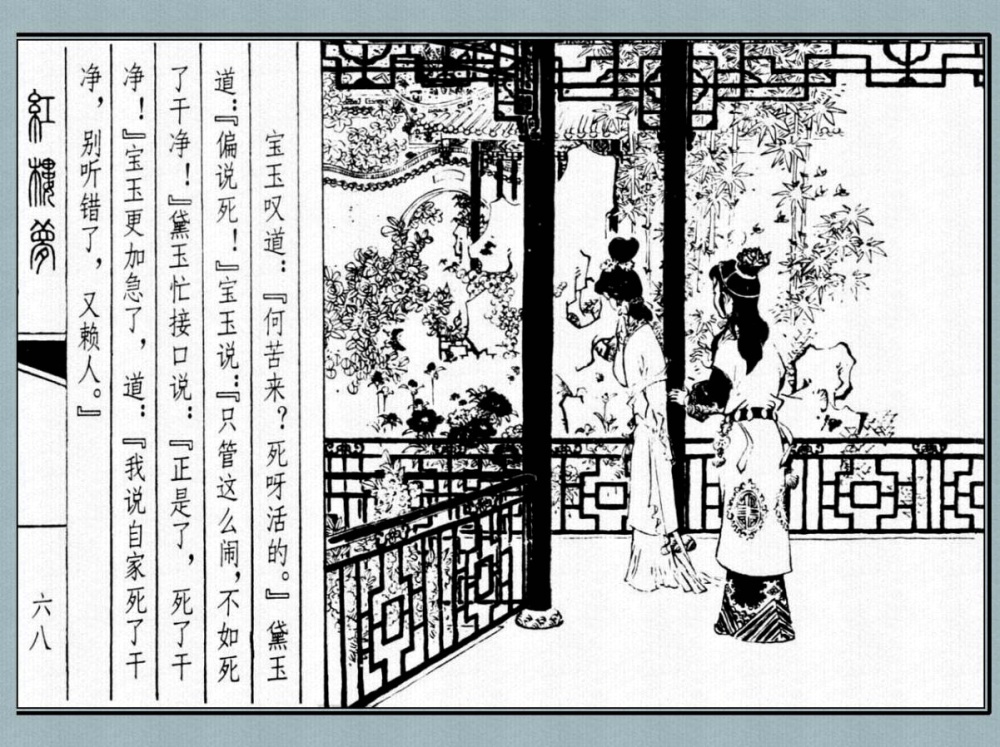 宝玉叹道：『何苦来？死呀活的。』黛玉
道：『偏说死！』宝玉说：『只管这么闹，不如死
了干净！』黛玉忙接口说：『正是了，死了干
净！』宝玉更加急了，道：『我说自家死了干
净，别听错了，又赖人。』
紅樓夢
六八